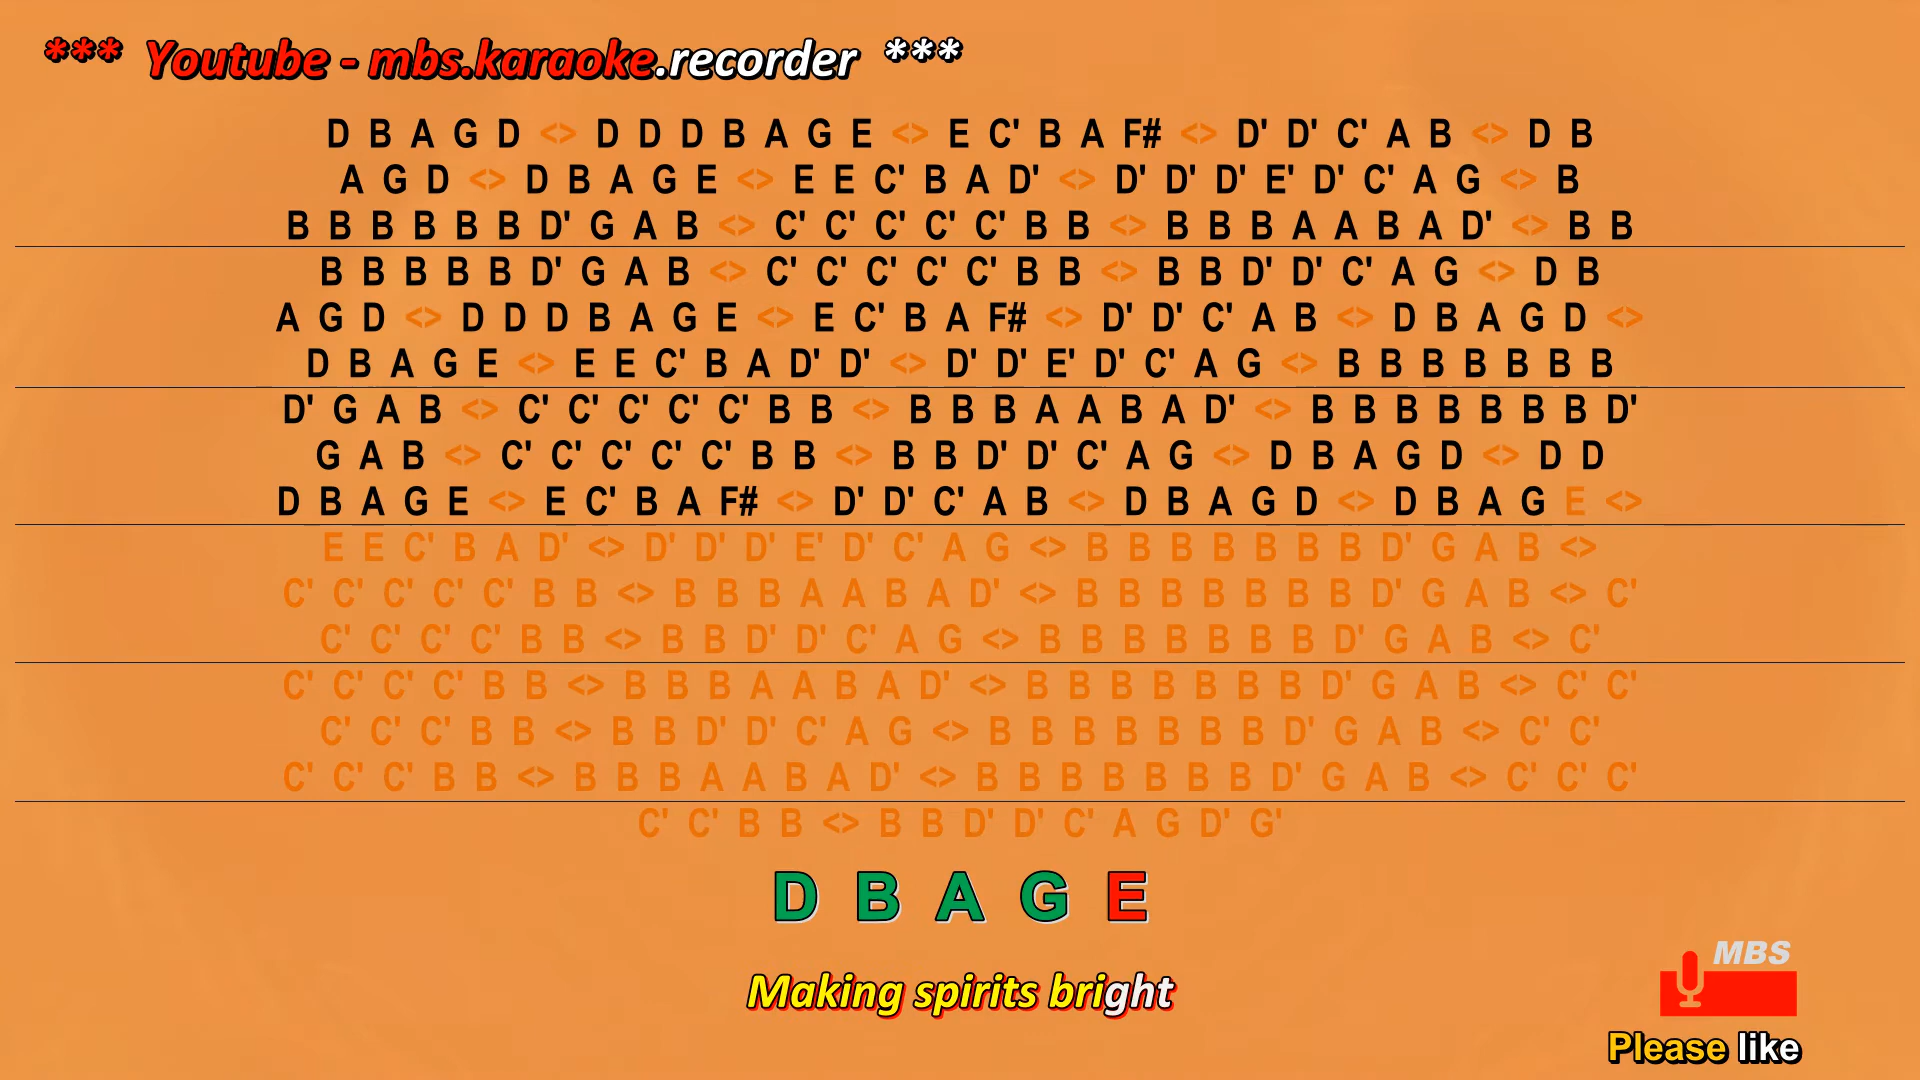 *** Youtube - mbs.karaoke.recorder ***
D B A G D <> D D D B A G E <> E C' B A F# <> D' D' C' A B <> D B
A G D <> D B A G E <> E E C' B A D' <> D' D' D' E' D' C' A G <> B
B B B B B B D' G A B <> C' C' C' C' C' B B <> B B B A A B A D' <> B B
B B B B B D' G A B <> C' C' C' C' C' B B <> B B D' D' C' A G <> D B
A G D <> D D D B A G E <> E C' B A F# <> D' D' C' A B <> D B A G D <>
D B A G E <> E E C' B A D' D' <> D' D' E' D' C' A G <> B B B B B B B
D' G A B <> C' C' C' C' C' B B <> B B B A A B A D' <> B B B B B B B D'
G A B <> C' C' C' C' C' B B <> B B D' D' C' A G <> D B A G D <> D D
D B A G E <> E C' B A F# <> D' D' C' A B <> D B A G D <> D B A G E <>
E E C' B A D' <> D' D' D' E' D' C' A G <> B B B B B B B D' G A B <>
C' C' C' C' C' B B <> B B B A A B A D' <> B B B B B B B D' G A B <> C'
C' C' C' C' B B <> B B D' D' C' A G <> B B B B B B B D' G A B <> C'
C' C' C' C' B B <> B B B A A B A D' <> B B B B B B B D' G A B <> C' C'
C' C' C' B B <> B B D' D' C' A G <> B B B B B B B D' G A B <> C' C'
C' C' C' B B <> B B B A A B A D' <> B B B B B B B D' G A B <> C' C' C'
C' C' B B <> B B D' D' C' A G D' G'
D B A G E
MBS
Making spirits bright
Please like